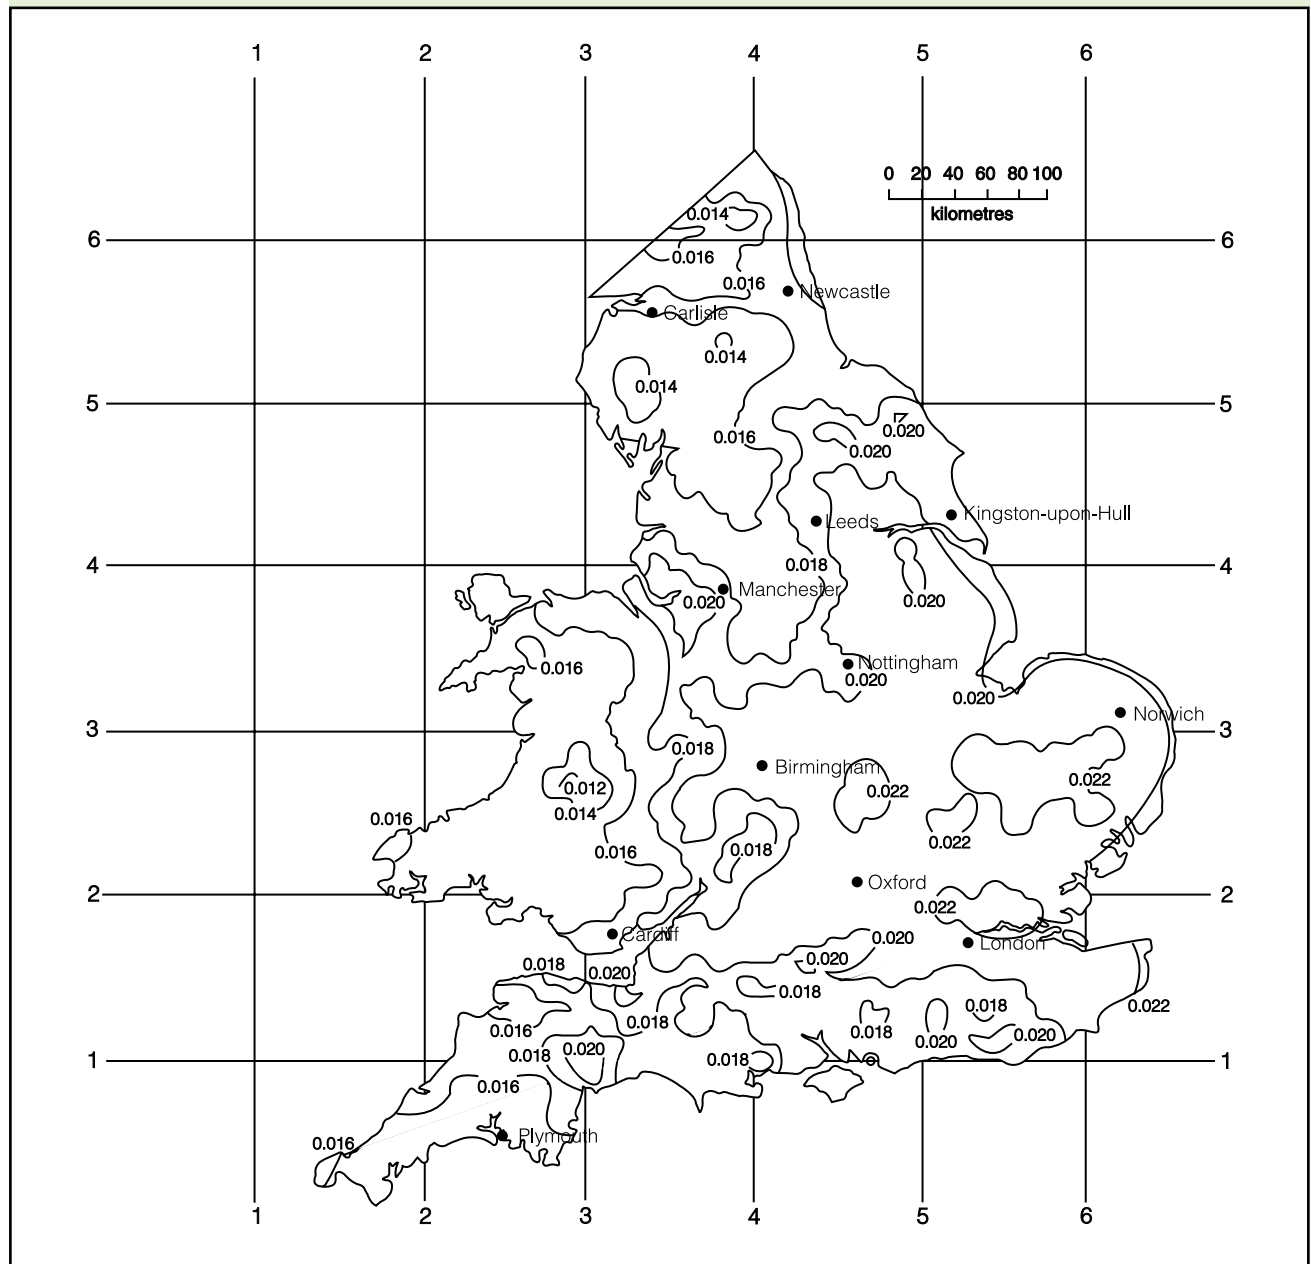 1 2 3 4 5 6
0 20 40 60 80 100
kilometres
0.014
6 6
0.016
0.016
Newcastle
Carlisle
0.014
0.014
5 5
0.020
0.016
0.020
Kingston-upon-Hull
Leeds
4 0.018 4
Manchester
0.020 0.020
Nottingham
0.016
0.020
0.020
Norwich
3 3
0.018
Birmingham
0.022
0.012 0.022
0.014
0.016
0.022
0.016 0.018
Oxford
2 2
0.022
Cardiff 0.020
London
0.018 0.020
0.020
0.018
0.018 0.022
0.018
0.016 0.018
0.020 0.020
0.018 0.020
0.018
1 1
0.016
Plymouth
0.016
1 2 3 4 5 6